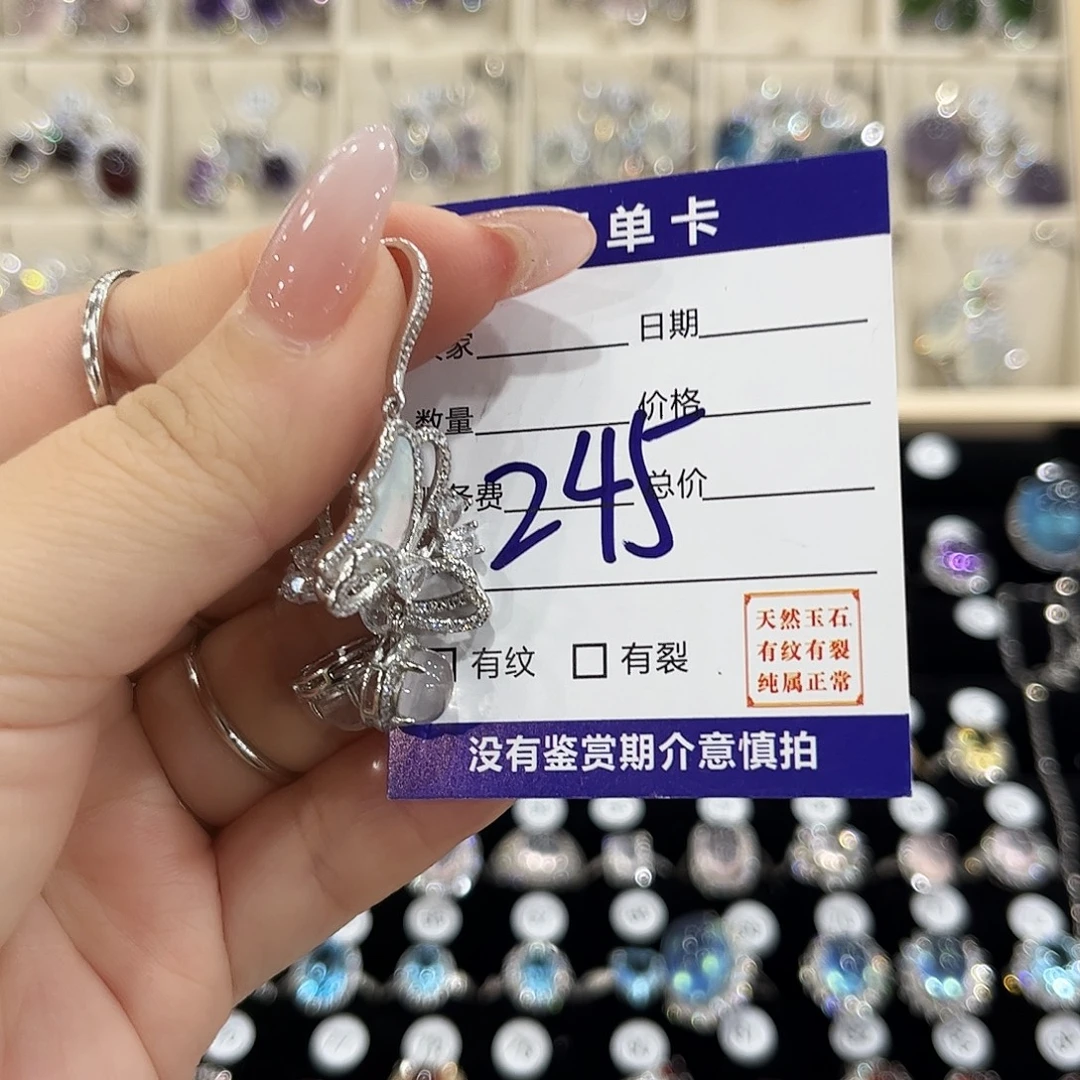 单卡
家 日期
数量 价格
245
费 总价
有纹 有裂
天然玉石
有纹有裂
纯属正常
没有鉴赏期介意慎拍